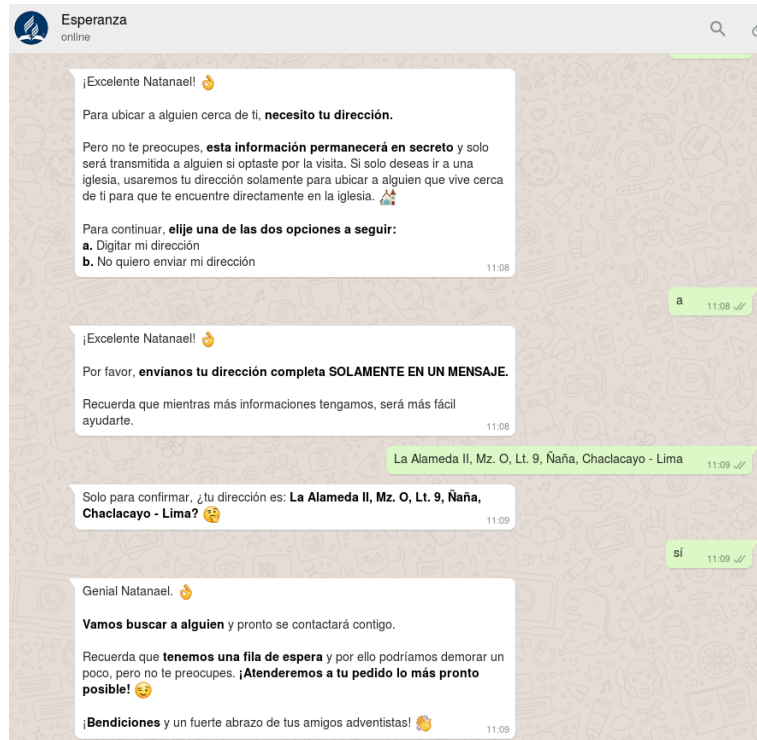 Esperanza
online
¡Excelente Natanael! 👌
Para ubicar a alguien cerca de ti, necesito tu dirección.
Pero no te preocupes, esta información permanecerá en secreto y solo
será transmitida a alguien si optaste por la visita. Si solo deseas ir a una
iglesia, usaremos tu dirección solamente para ubicar a alguien que vive cerca
de ti para que te encuentre directamente en la iglesia. 🏘️
Para continuar, elije una de las dos opciones a seguir:
a. Digitar mi dirección
b. No quiero enviar mi dirección
11:08
a
11:08
¡Excelente Natanael! 👌
Por favor, envíanos tu dirección completa SOLAMENTE EN UN MENSAJE.
Recuerda que mientras más informaciones tengamos, será más fácil
ayudarte.
11:08
La Alameda II, Mz. O, Lt. 9, Ñaña, Chaclacayo - Lima
11:09
Solo para confirmar, ¿tu dirección es: La Alameda II, Mz. O, Lt. 9, Ñaña,
Chaclacayo - Lima? 🤔
11:09
sí
11:09
Genial Natanael. 👌
Vamos buscar a alguien y pronto se contactará contigo.
Recuerda que tenemos una fila de espera y por ello podríamos demorar un
poco, pero no te preocupes. ¡Atenderemos a tu pedido lo más pronto
posible! 😉
¡Bendiciones y un fuerte abrazo de tus amigos adventistas! 👋
11:09